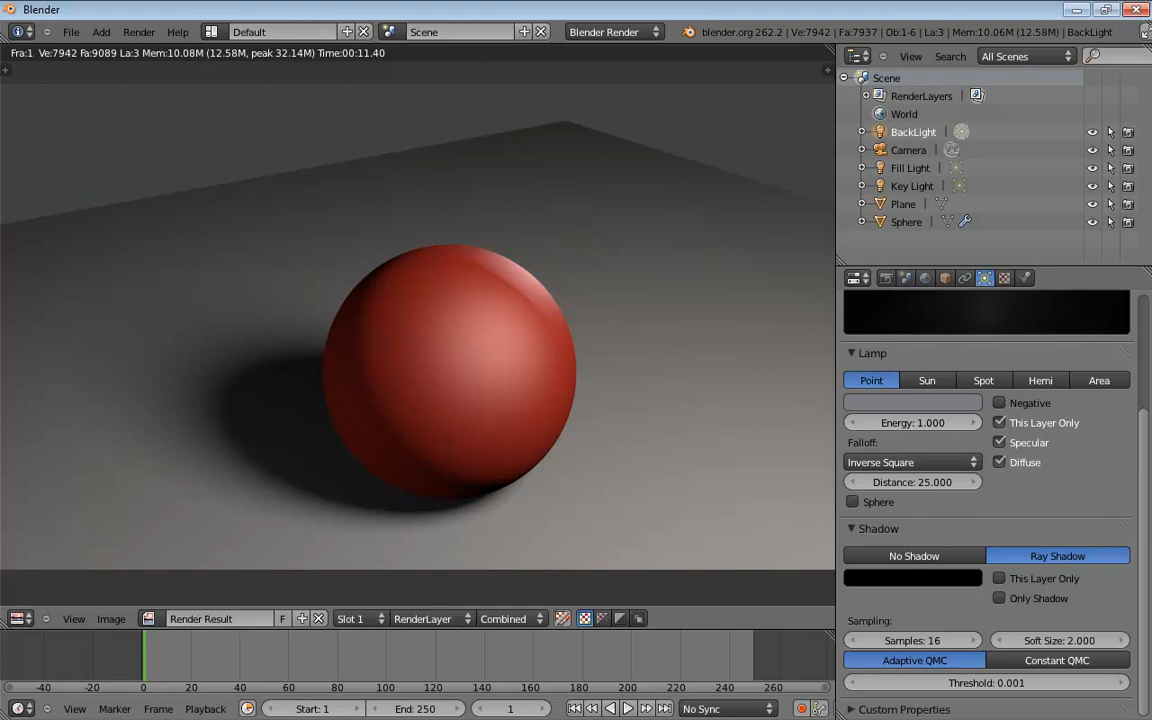 Blender
File Add Render Help Default Scene Blender Render blender.org 262.2 | Ve:7942 | Fa:7937 | Ob:1-6 | La:3 | Mem:10.06M (12.58M) | BackLight
Fra:1 Ve:7942 Fa:9089 La:3 Mem:10.08M (12.58M, peak 32.14M) Time:00:11.40
View Search All Scenes
Scene
RenderLayers
World
BackLight
Camera
Fill Light
Key Light
Plane
Sphere
Lamp
Point Sun Spot Hemi Area
Negative
Energy: 1.000 This Layer Only
Falloff: Specular
Inverse Square Diffuse
Distance: 25.000
Sphere
Shadow
No Shadow Ray Shadow
This Layer Only
Only Shadow
Sampling:
Samples: 16 Soft Size: 2.000
Adaptive QMC Constant QMC
Threshold: 0.001
Custom Properties
View Image Render Result F Slot 1 RenderLayer Combined
-40 -20 0 20 40 60 80 100 120 140 160 180 200 220 240 260
View Marker Frame Playback Start: 1 End: 250 1 No Sync